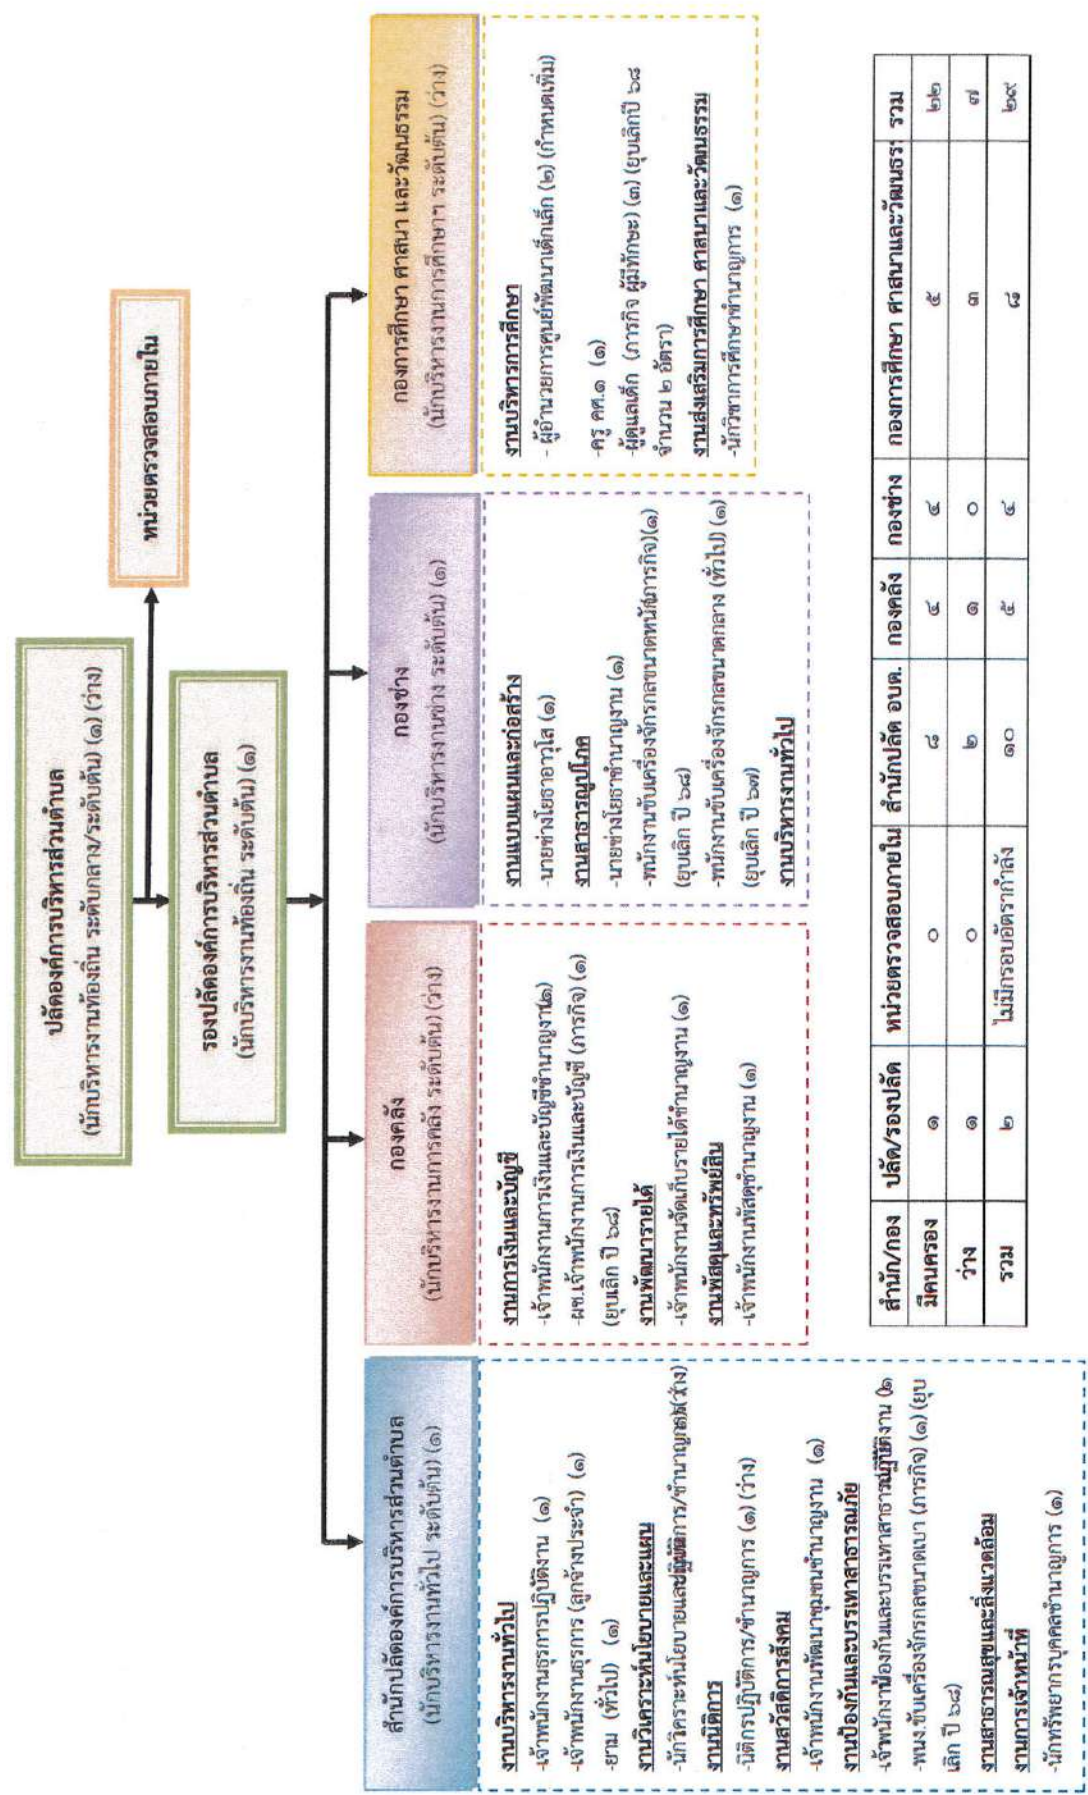 ปลัดองค์การบริหารส่วนตำบล
(นักบริหารงานท้องถิ่น ระดับกลาง/ระดับต้น) (๑) (ว่าง)
หน่วยตรวจสอบภายใน
รองปลัดองค์การบริหารส่วนตำบล
(นักบริหารงานท้องถิ่น ระดับต้น) (๑)
สำนักปลัดองค์การบริหารส่วนตำบล
(นักบริหารงานทั่วไป ระดับต้น) (๑)
งานบริหารงานทั่วไป
-เจ้าพนักงานธุรการปฏิบัติงาน (๑)
-เจ้าพนักงานธุรการ (ลูกจ้างประจำ) (๑)
-ยาม (ทั่วไป) (๑)
งานวิเคราะห์นโยบายและแผน
-นักวิเคราะห์นโยบายและ
งานนิติการ
-นิติกรปฏิบัติการ/ชำนาญการ (๑) (ว่าง)
งานสวัสดิการสังคม
-เจ้าพนักงานพัฒนาชุมชนชำนาญงาน (๑)
งานป้องกันและบรรเทาสาธารณภัย
-เจ้าพนักงานป้องกันและบรรเทาสาธารณ
-พนง.ขับเครื่องจักรกลขนาดเบา (ภารกิจ) (๑) (ยุบ
เลิก ปี ๖๘)
งานสาธารณสุขและสิ่งแวดล้อม
งานการเจ้าหน้าที่
-นักทรัพยากรบุคคลชำนาญการ (๑)
กองคลัง
(นักบริหารงานการคลัง ระดับต้น) (ว่าง)
งานการเงินและบัญชี
-เจ้าพนักงานการเงินและบัญชีชำนาญงาน(๑)
-ผช.เจ้าพนักงานการเงินและบัญชี (ภารกิจ) (๑)
(ยุบเลิก ปี ๖๘)
งานพัฒนารายได้
-เจ้าพนักงานจัดเก็บรายได้ชำนาญงาน (๑)
งานพัสดุและทรัพย์สิน
-เจ้าพนักงานพัสดุชำนาญงาน (๑)
กองช่าง
(นักบริหารงานช่าง ระดับต้น) (๑)
งานแบบแผนและก่อสร้าง
-นายช่างโยธาอาวุโส (๑)
งานสาธารณูปโภค
-นายช่างโยธาชำนาญงาน (๑)
-พนักงานขับเครื่องจักรกลขนาดหนัก(ภารกิจ)(๑)
(ยุบเลิก ปี ๖๘)
-พนักงานขับเครื่องจักรกลขนาดกลาง (ทั่วไป) (๑)
(ยุบเลิก ปี ๖๗)
งานบริหารงานทั่วไป
กองการศึกษา ศาสนา และวัฒนธรรม
(นักบริหารงานการศึกษาฯ ระดับต้น) (ว่าง)
งานบริหารการศึกษา
- ผู้อำนวยการศูนย์พัฒนาเด็กเล็ก (๒) (กำหนดเพิ่ม)
-ครู คศ.๑ (๑)
-ผู้ดูแลเด็ก (ภารกิจ ผู้มีทักษะ) (๓) (ยุบเลิกปี ๖๘
จำนวน ๒ อัตรา)
งานส่งเสริมการศึกษา ศาสนาและวัฒนธรรม
-นักวิชาการศึกษาชำนาญการ (๑)
สำนัก/กอง ปลัด/รองปลัด หน่วยตรวจสอบภายใน สำนักปลัด อบต. กองคลัง กองช่าง กองการศึกษา ศาสนาและวัฒนธร รวม
มีคนครอง ๑ ๐ ๘ ๔ ๔ ๕ ๒๒
ว่าง ๑ ๐ ๒ ๑ ๐ ๓ ๗
รวม ๒ ไม่มีกรอบอัตรากำลัง ๑๐ ๕ ๔ ๘ ๒๙